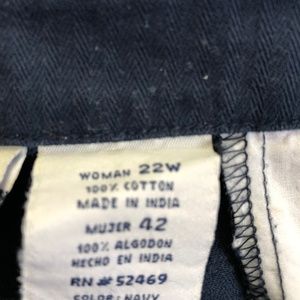 WOMAN 22W
100% COTTON
MADE IN INDIA
MUJER 42
100% ALGODON
HECHO EN INDIA
RN# 52469
COLOR: NAVY